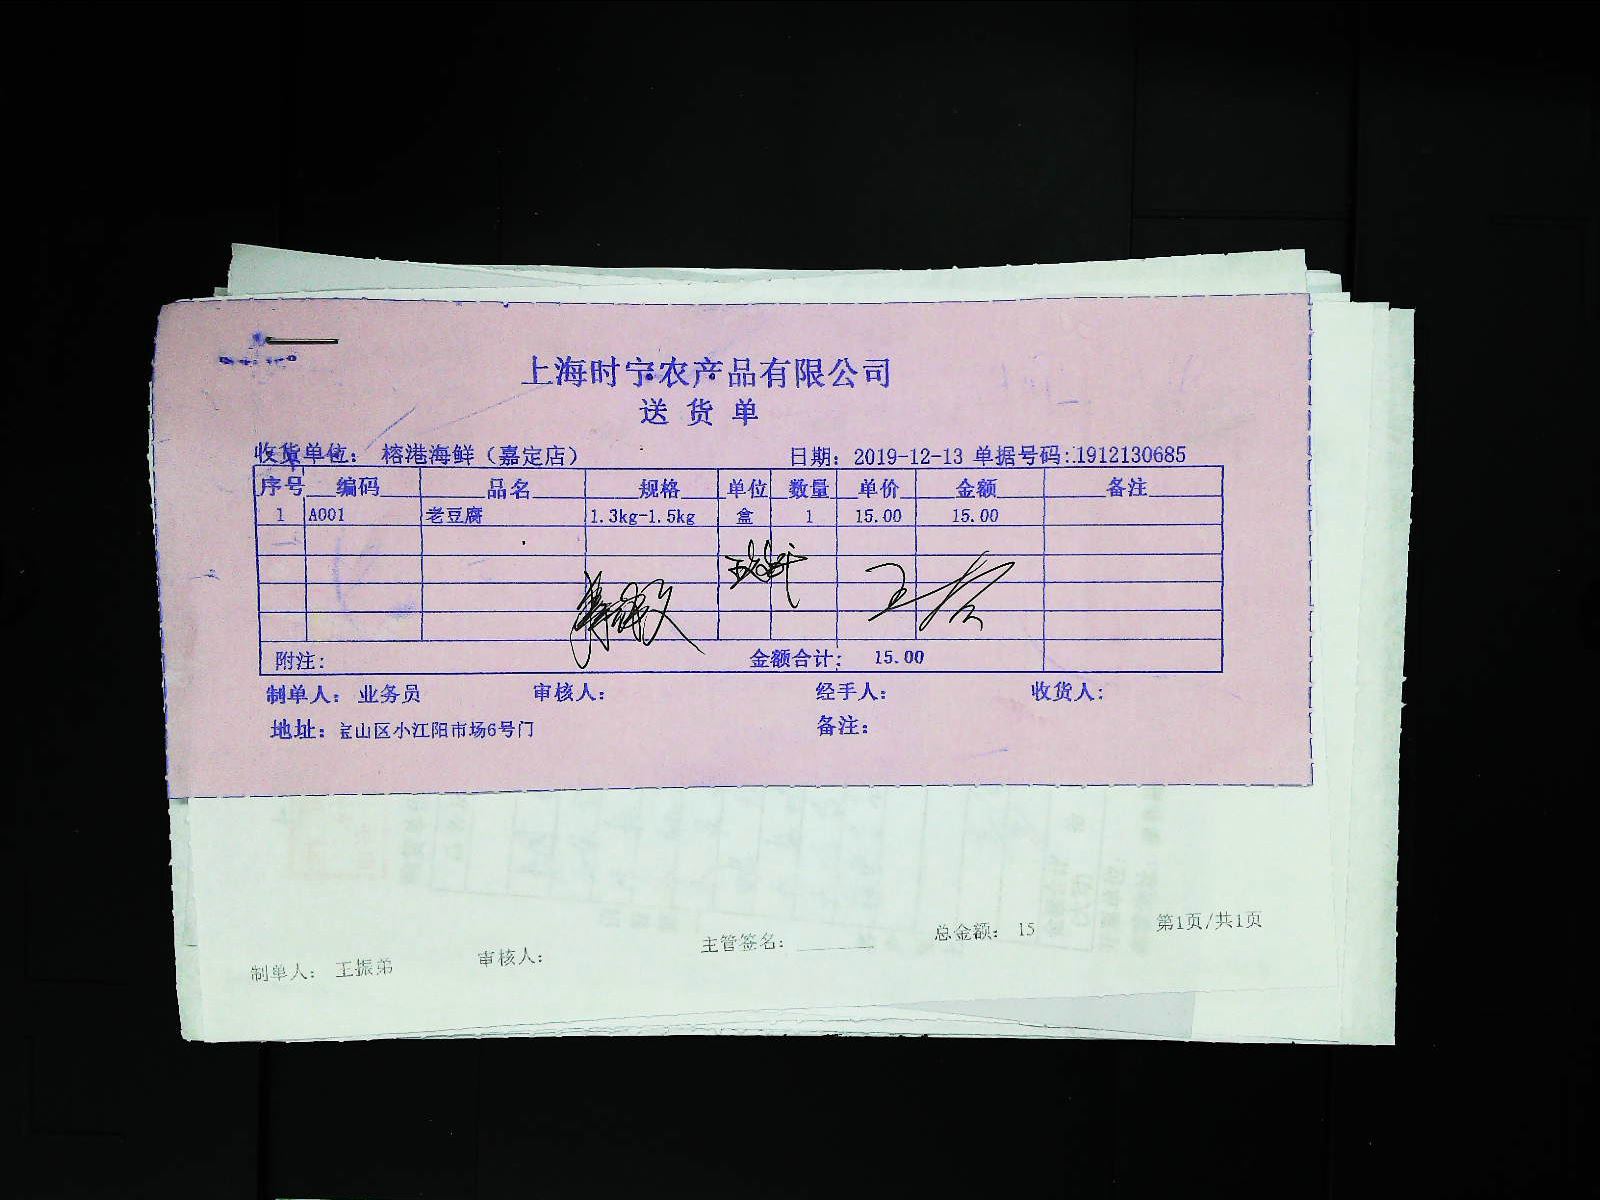 上海时宁农产品有限公司
送货单
收货单位： 榕港海鲜（嘉定店） 日期： 2019-12-13 单据号码:1912130685
序号 编码 品名 规格 单位 数量 单价 金额 备注
1 A001 老豆腐 1.3kg-1.5kg 盒 1 15.00 15.00
附注: 金额合计: 15.00
制单人： 业务员 审核人: 经手人: 收货人:
地址： 宝山区小江阳市场6号门 备注:
总金额: 15 第1页/共1页
制单人: 王振弟 审核人: 主管签名: